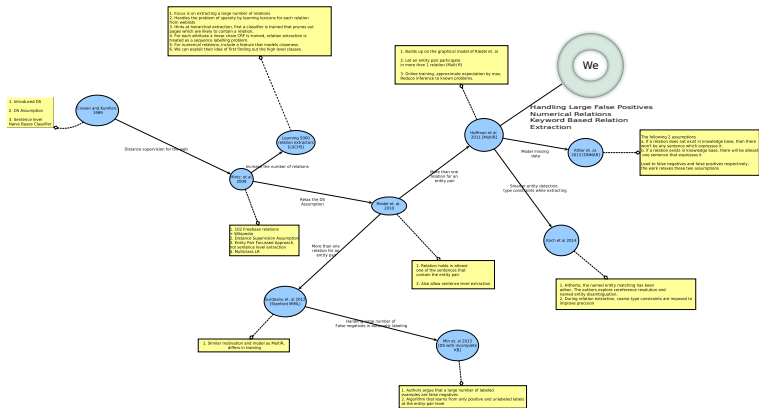 1. Focus is on extracting a large number of relations
2. Handles the problem of sparsity by learning lexicons for each relation
from weblists
3. Hints at hierarchical extraction, first a classifier is trained that prunes out
pages which are likely to contain a relation.
4. For each attribute a linear chain CRF is trained, relation extraction is
treated as a sequence labelling problem.
5. For numerical relations, include a feature that models closeness.
6. We can exploit their idea of first finding out the high level classes.
1. Builds up on the graphical model of Riedel et. al
2. Let an entity pair participate
in more than 1 relation (Multi R)
3. Online training, approximate expectation by max,
Reduce inference to known problems.
We
Handling Large False Positives
Numerical Relations
Keyword Based Relation
Extraction
1. Introduced DS
2. DS Assumption
3. Sentence level
Naive Bayes Classifier
Craven and Kumlien,
1999
Distance supervision for the web
Learning 5000
relation extractors
[LUCHS]
Increase the number of relations
Mintz. et. al
2009
Hoffman et al
2011 [MultiR]
Model missing
data
Ritter et. al.
2013 [DNMAR]
The following 2 assumptions
a. If a relation does not exist in knowledge base, then there
won't be any sentence which expresses it
b. If a relation exists in knowledge base, there will be atleast
one sentence that expresses it
Lead to false negatives and false positives respectively,
the work relaxes these two assumptions
More than one
relation for an
entity pair
Smarter entity detection,
type constraints while extracting
Relax the DS
Assumption
Riedel et. al.
2010
1. 102 Freebase relations
+ Wikipedia
2. Distance Supervision Assumption
3. Entity Pair Focussed Approach,
not sentence level extraction
4. Multiclass LR
More than one
relation for an
entity pair
Koch et al 2014
1. Relation holds in atleast
one of the sentences that
contain the entity pair
2. Also allow sentence level extraction
1. Hitherto, the named entity matching has been
adhoc. The authors explore conference resolution and
named entity disambiguation.
2. During relation extraction, coarse type constraints are imposed to
improve precision
Surdeanu et. al 2012
[Stanford MIML]
Handling large number of
False negatives in automatic labeling
1. Similar motivation and model as MultiR,
differs in training
Min et. al 2013
[DS with incomplete
KB]
1. Authors argue that a large number of labeled
examples are false negatives
2. Algorithm that learns from only positive and unlabeled labels
at the entity pair level